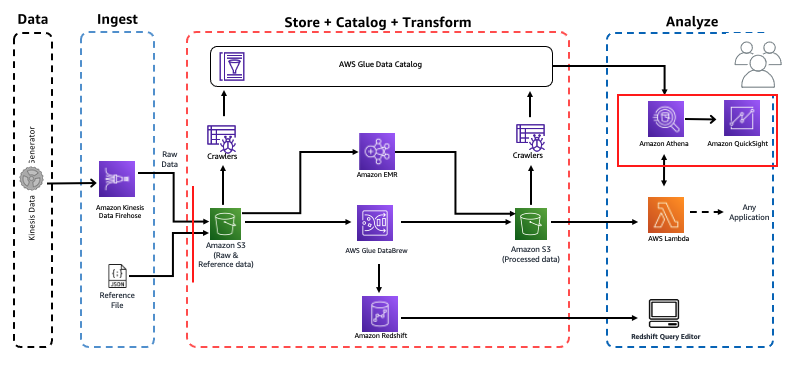 Data
Ingest
Store + Catalog + Transform
Analyze
Kinesis Data
Generator
Raw
Data
Amazon Kinesis
Data Firehose
{;}
JSON
Reference
File
AWS Glue Data Catalog
Crawlers
Crawlers
Amazon S3
(Raw &
Reference data)
Amazon EMR
AWS Glue DataBrew
Amazon Redshift
Amazon S3
(Processed data)
Amazon Athena
Amazon QuickSight
AWS Lambda
Any
Application
Redshift Query Editor